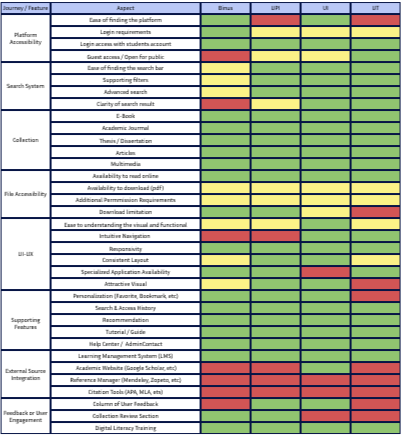 Journey / Feature Aspect Binus UPI UI UT
Platform Accessibility
Ease of finding the platform
Login requirements
Login access with students account
Guest access / Open for public
Search System
Ease of finding the search bar
Supporting filters
Advanced search
Clarity of search result
Collection
E-Book
Academic Journal
Thesis / Dissertation
Articles
Multimedia
File Accessibility
Availability to read online
Availability to download (pdf)
Additional Permission Requirements
Download limitation
UI-UX
Ease to understanding the visual and functional
Intuitive Navigation
Responsivity
Consistent Layout
Specialized Application Availability
Attractive Visual
Supporting Features
Personalization (Favorite, Bookmark, etc)
Search & Access History
Recommendation
Tutorial / Guide
Help Center / AdminContact
External Source Integration
Learning Management System (LMS)
Academic Website (Google Scholar, etc)
Reference Manager (Mendeley, Zopeto, etc)
Citation Tools (APA, MLA, ets)
Feedback or User Engagement
Column of User Feedback
Collection Review Section
Digital Literacy Training